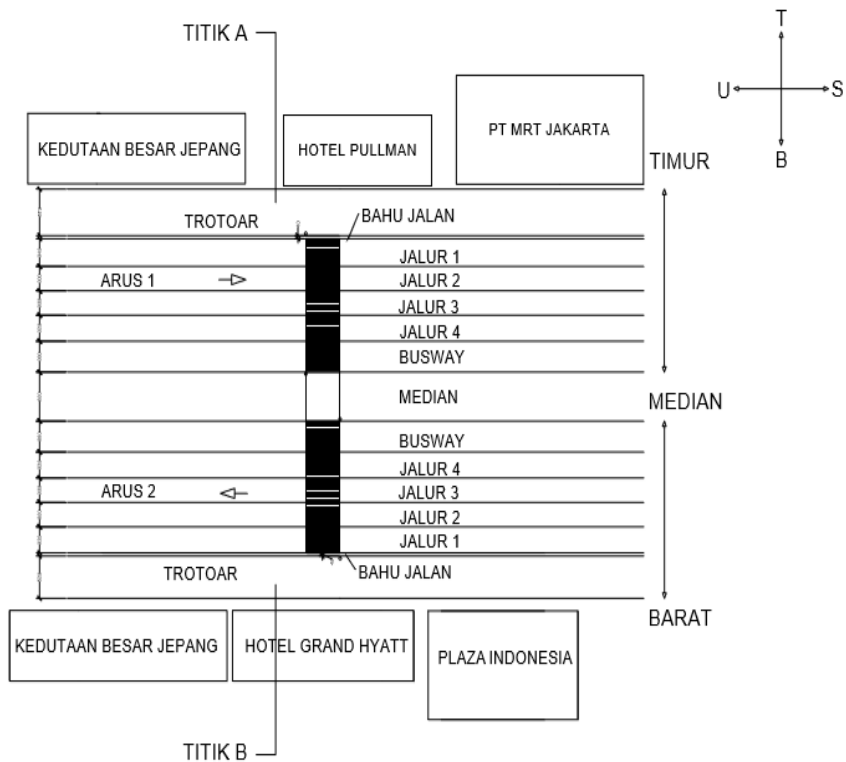 T
U
S
B
TITIK A
KEDUTAAN BESAR JEPANG
HOTEL PULLMAN
PT MRT JAKARTA
TIMUR
TROTOAR
BAHU JALAN
JALUR 1
ARUS 1
JALUR 2
JALUR 3
JALUR 4
BUSWAY
MEDIAN
MEDIAN
BUSWAY
JALUR 4
ARUS 2
JALUR 3
JALUR 2
JALUR 1
TROTOAR
BAHU JALAN
BARAT
KEDUTAAN BESAR JEPANG
HOTEL GRAND HYATT
PLAZA INDONESIA
TITIK B